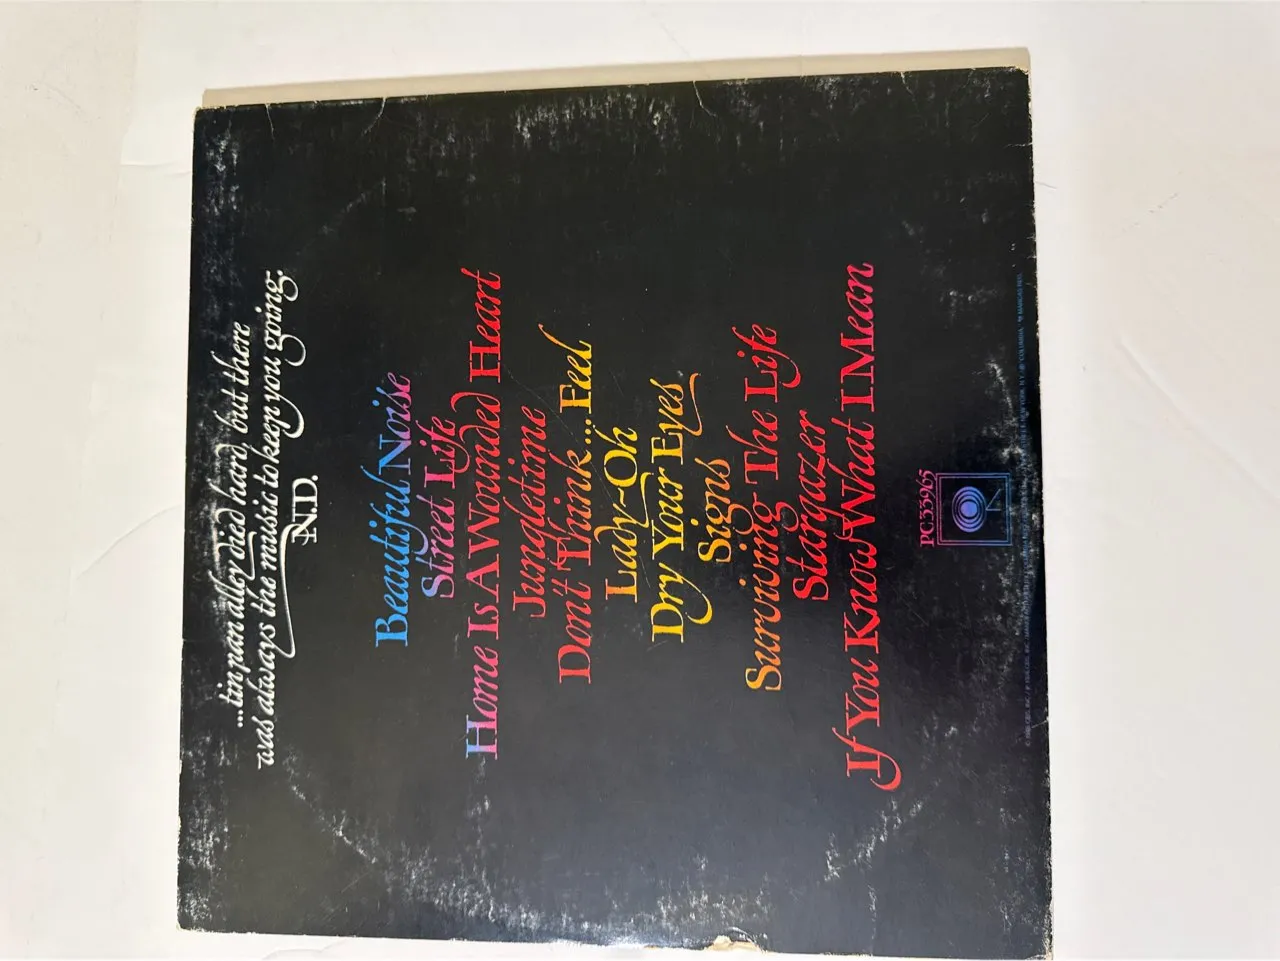 ...tin pan alley died hard, but there
was always the music to keep you going.
N.D.
Beautiful Noise
Street Life
Home Is A Wounded Heart
Jungletime
Don't Think... Feel
Lady-Oh
Dry Your Eyes
Signs
Surviving The Life
Stargazer
If You Know What I Mean
PC 33965